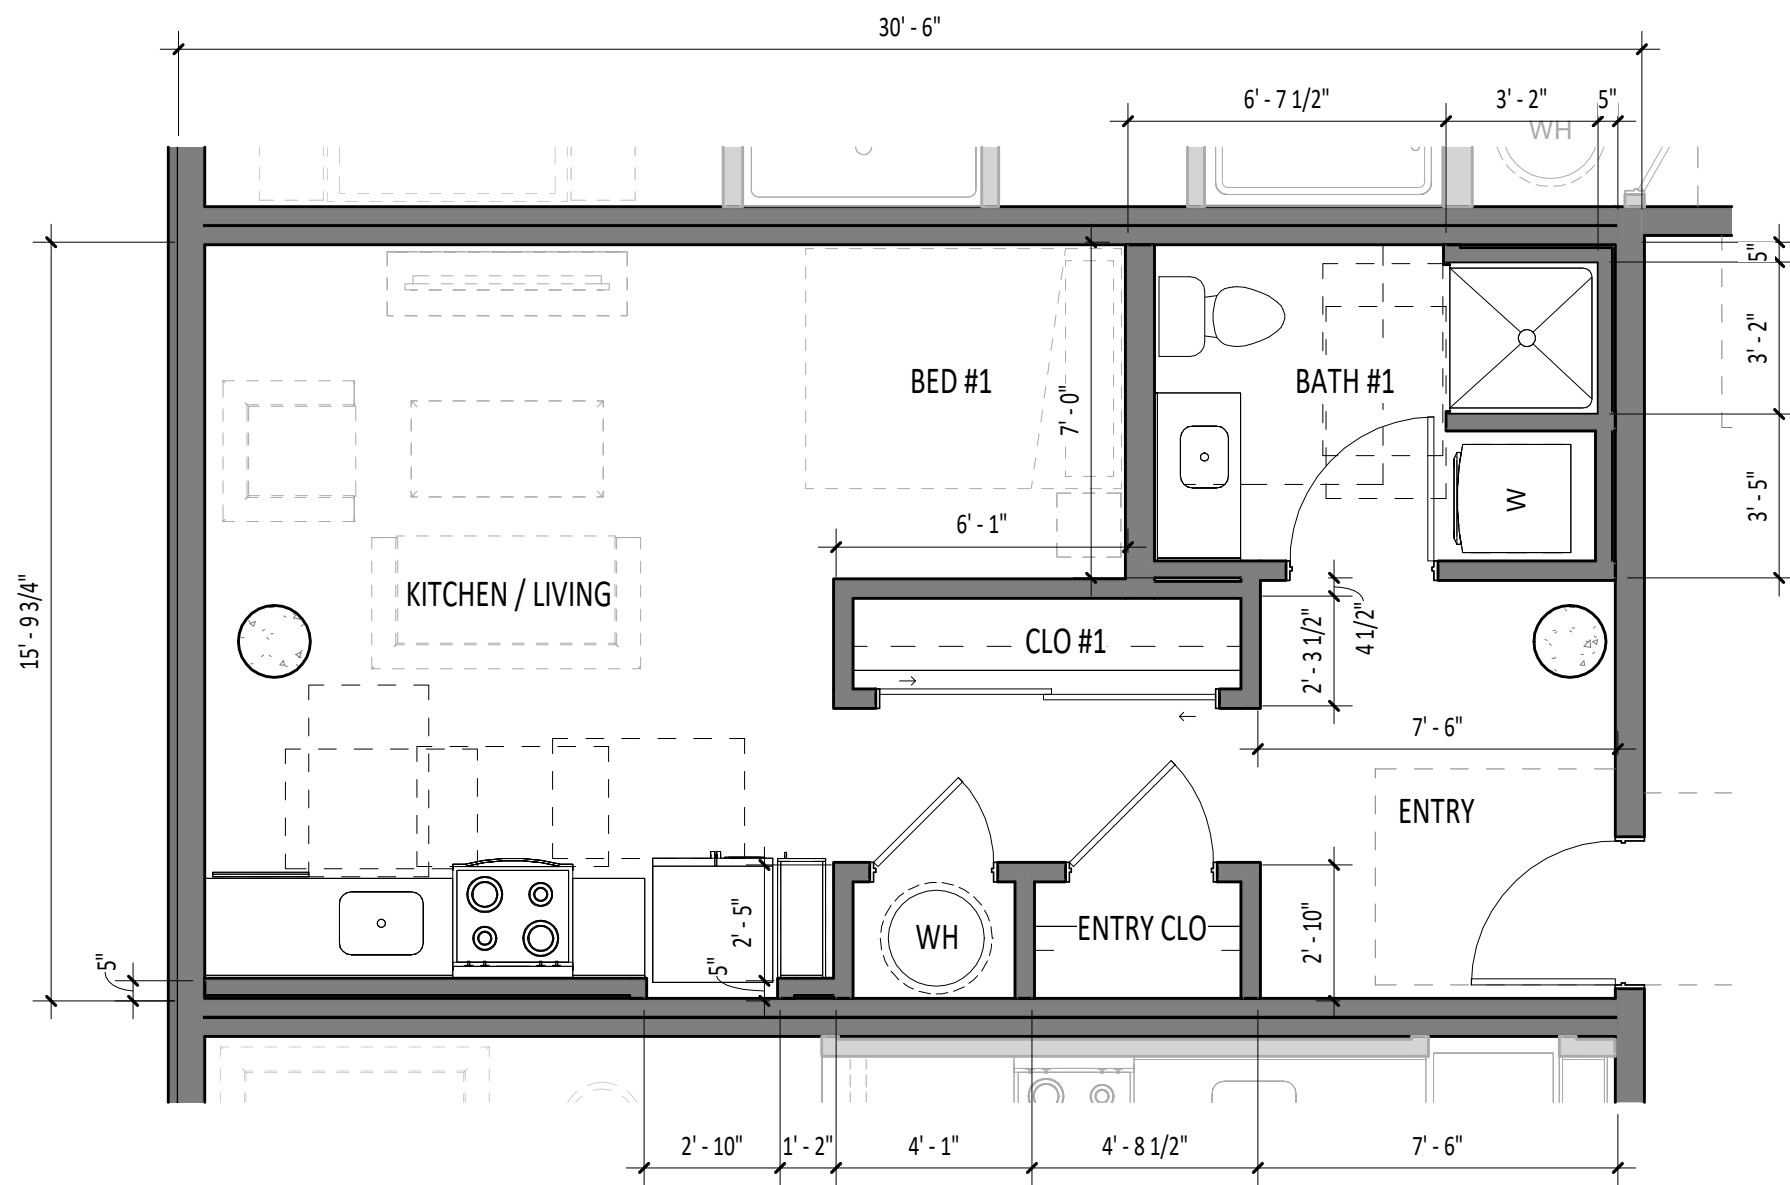 30' - 6"
6' - 7 1/2"
3' - 2"
5"
WH
5"
3' - 2"
BED #1
BATH #1
7' - 0"
3' - 5"
W
6' - 1"
15' - 9 3/4"
KITCHEN / LIVING
CLO #1
2' - 3 1/2"
4 1/2"
7' - 6"
ENTRY
2' - 5"
WH
ENTRY CLO
2' - 10"
5"
5"
2' - 10"
1' - 2"
4' - 1"
4' - 8 1/2"
7' - 6"